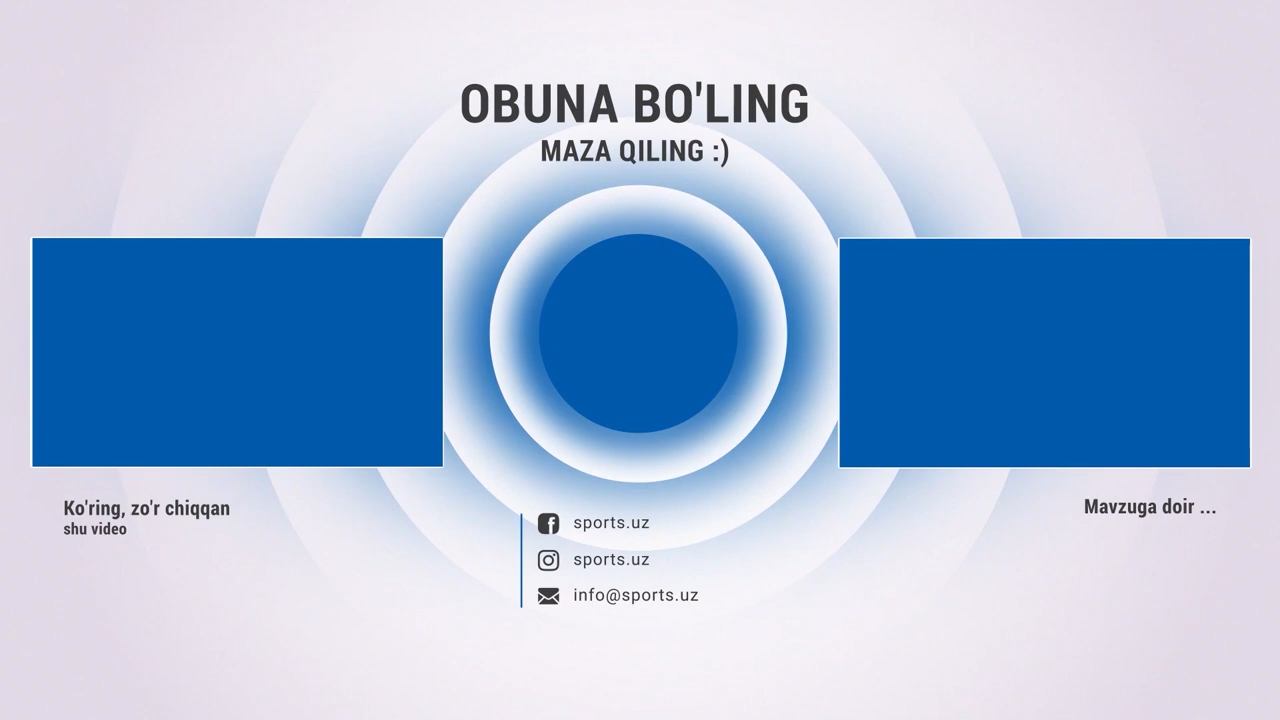 OBUNA BO'LING
MAZA QILING :)
Ko'ring, zo'r chiqqan
shu video
Mavzuga doir ...
sports.uz
sports.uz
info@sports.uz